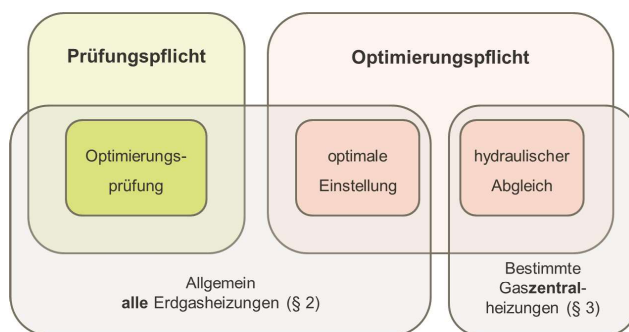 Prüfungspflicht
Optimierungspflicht
Optimierungs-
prüfung
optimale
Einstellung
hydraulischer
Abgleich
Allgemein
alle Erdgasheizungen (§ 2)
Bestimmte
Gaszentral-
heizungen (§ 3)